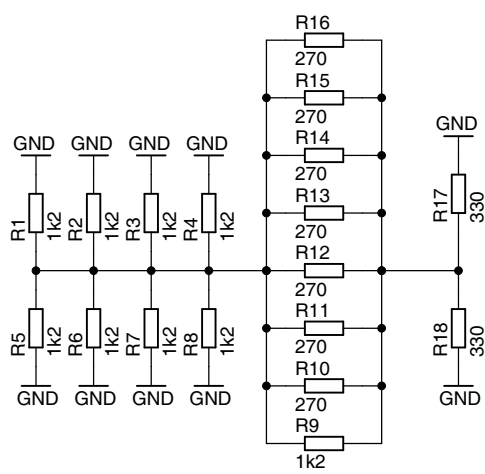 R16
270
R15
270
R14
270
R13
270
R12
270
R11
270
R10
270
R9
1k2
GND GND GND GND
R1 1k2 R2 1k2 R3 1k2 R4 1k2
R5 1k2 R6 1k2 R7 1k2 R8 1k2
GND GND GND GND
GND
R17 330
R18 330
GND